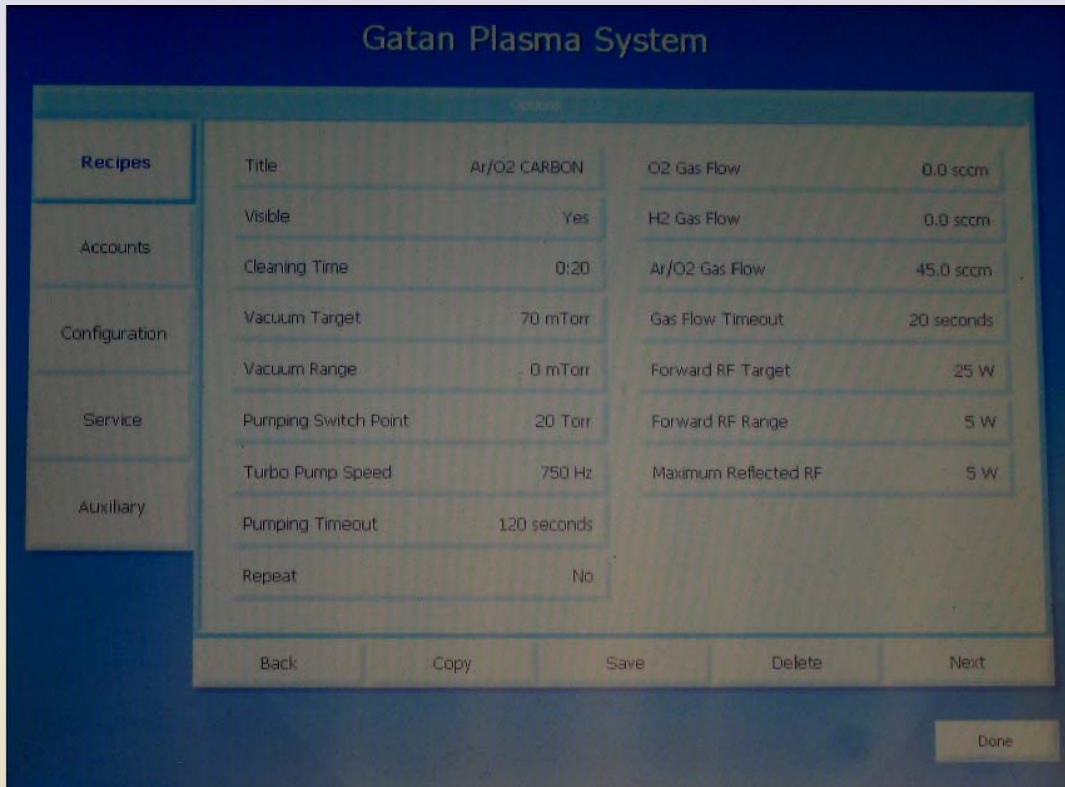 Gatan Plasma System
Options
Recipes
Accounts
Configuration
Service
Auxiliary
Title Ar/O2 CARBON
Visible Yes
Cleaning Time 0:20
Vacuum Target 70 mTorr
Vacuum Range 0 mTorr
Pumping Switch Point 20 Torr
Turbo Pump Speed 750 Hz
Pumping Timeout 120 seconds
Repeat No
O2 Gas Flow 0.0 sccm
H2 Gas Flow 0.0 sccm
Ar/O2 Gas Flow 45.0 sccm
Gas Flow Timeout 20 seconds
Forward RF Target 25 W
Forward RF Range 5 W
Maximum Reflected RF 5 W
Back Copy Save Delete Next
Done